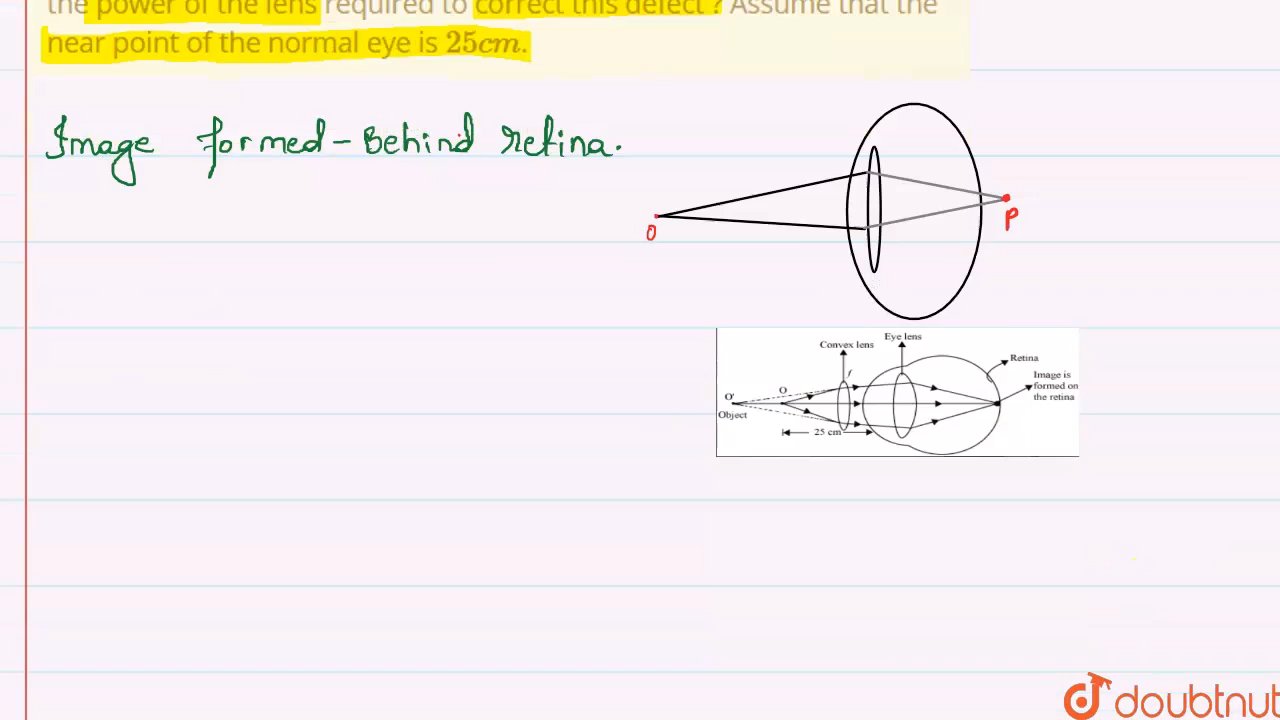 the power of the lens required to correct this defect ? Assume that the
near point of the normal eye is 25cm.
Image formed – Behind retina.
O
P
Eye lens
Convex lens
Retina
f
Image is
formed on
the retina
O'
O
Object
25 cm
doubtnut